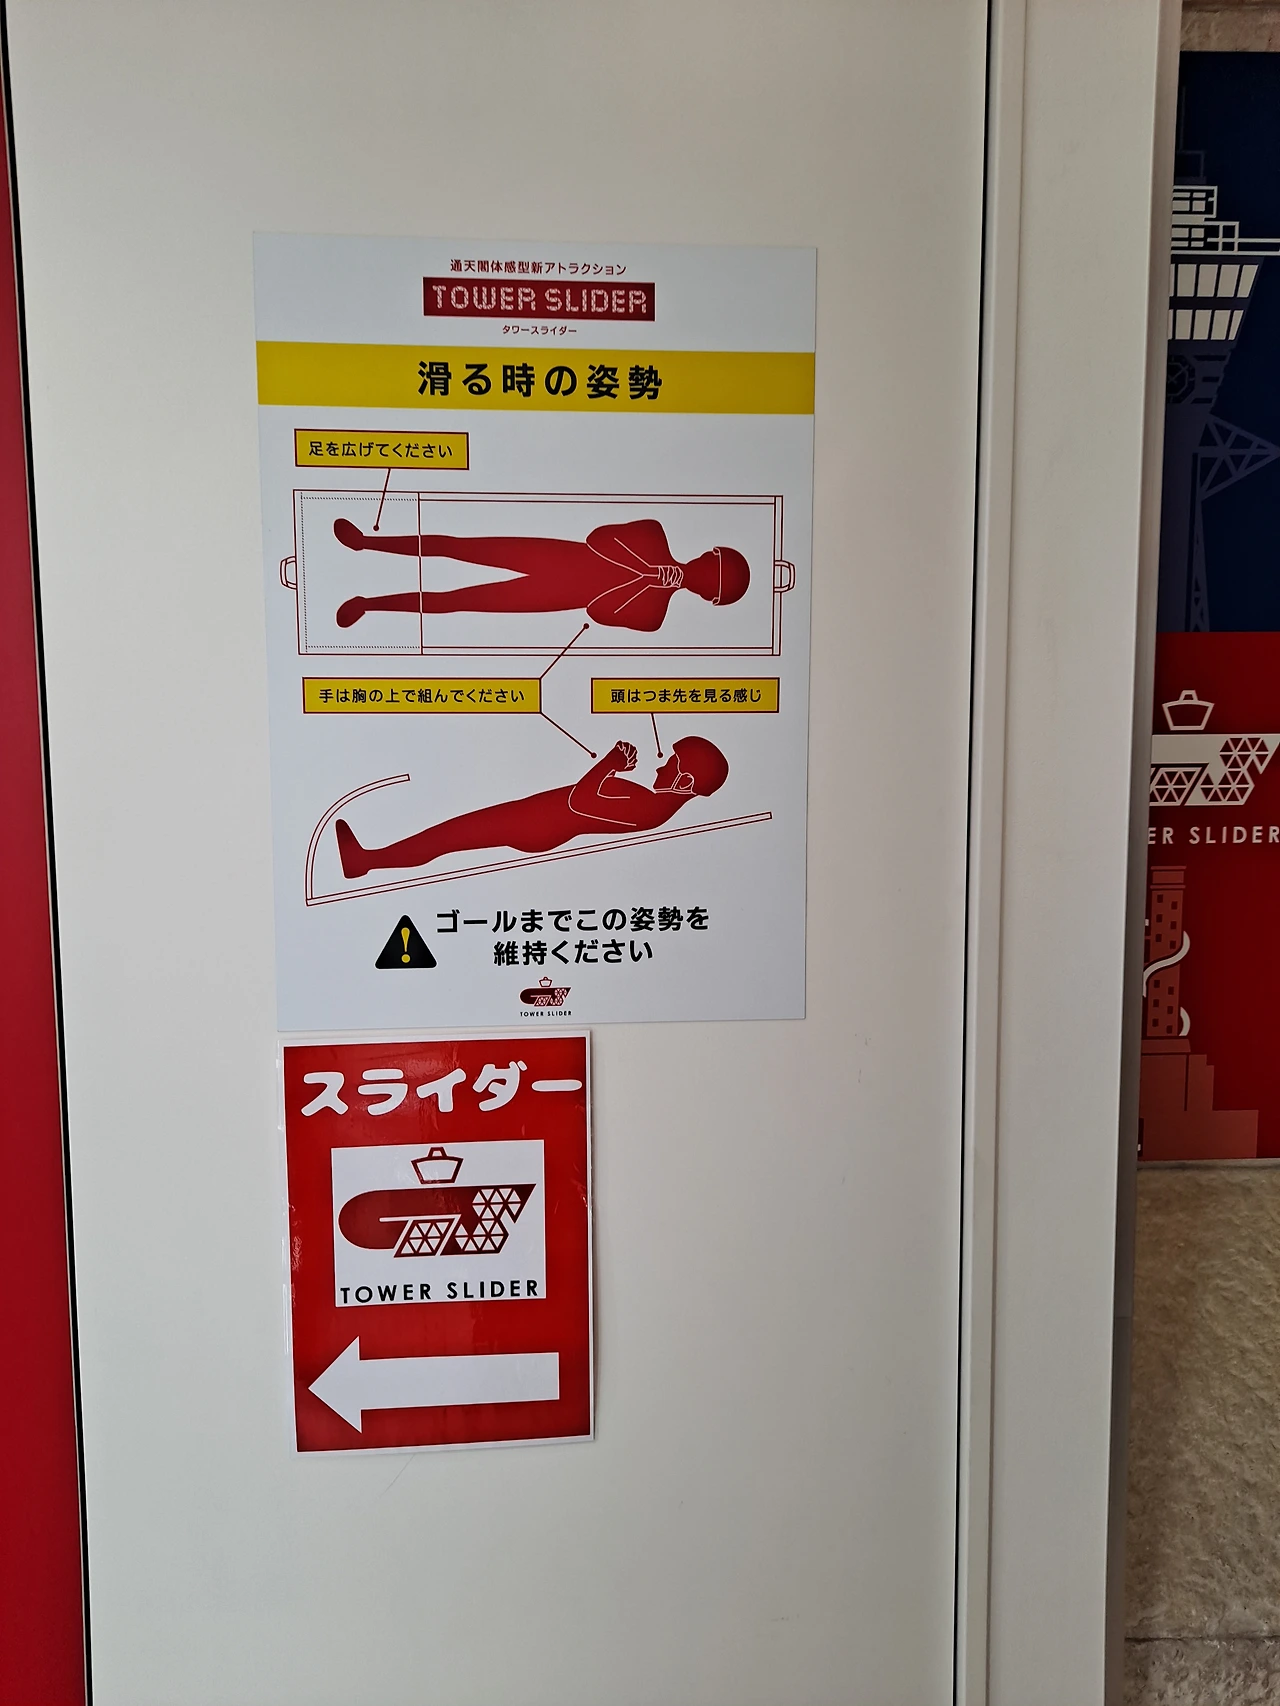 通天閣体感型新アトラクション
TOWER SLIDER
タワースライダー
滑る時の姿勢
足を広げてください
手は胸の上で組んでください
頭はつま先を見る感じ
ゴールまでこの姿勢を
維持ください
TOWER SLIDER
スライダー
TOWER SLIDER
ER SLIDER